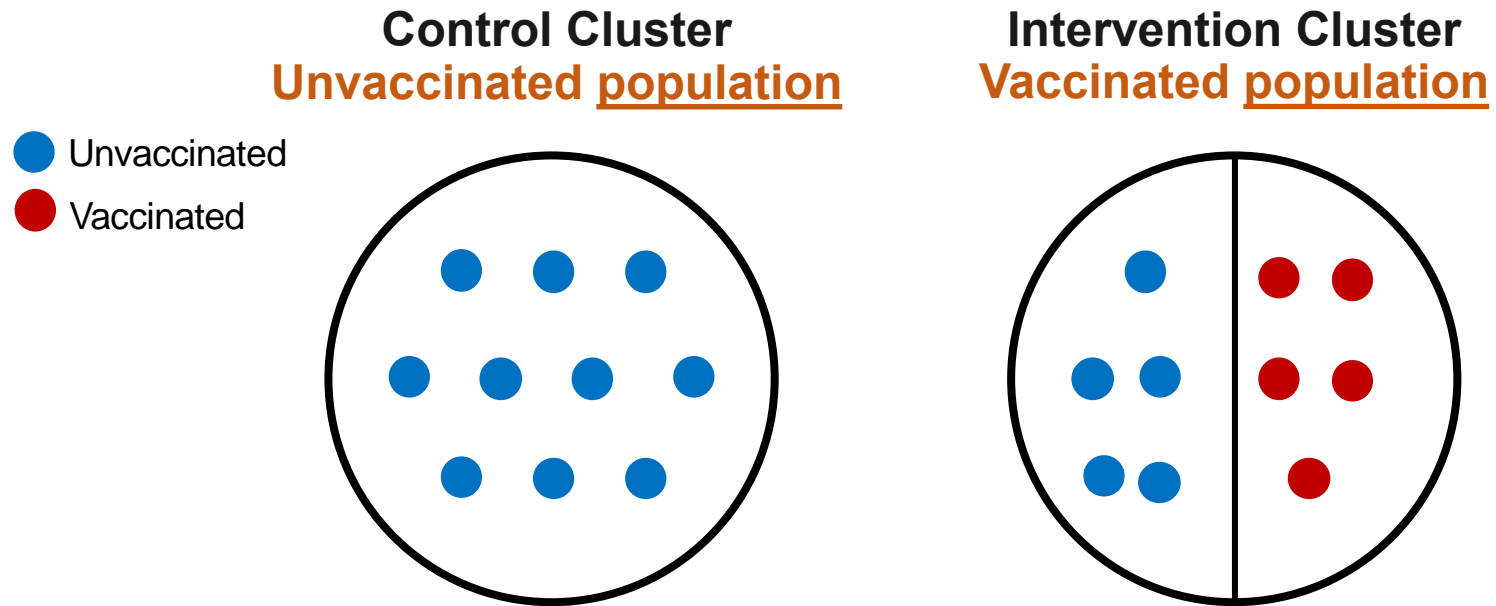 Control Cluster
Unvaccinated population
Intervention Cluster
Vaccinated population
Unvaccinated
Vaccinated